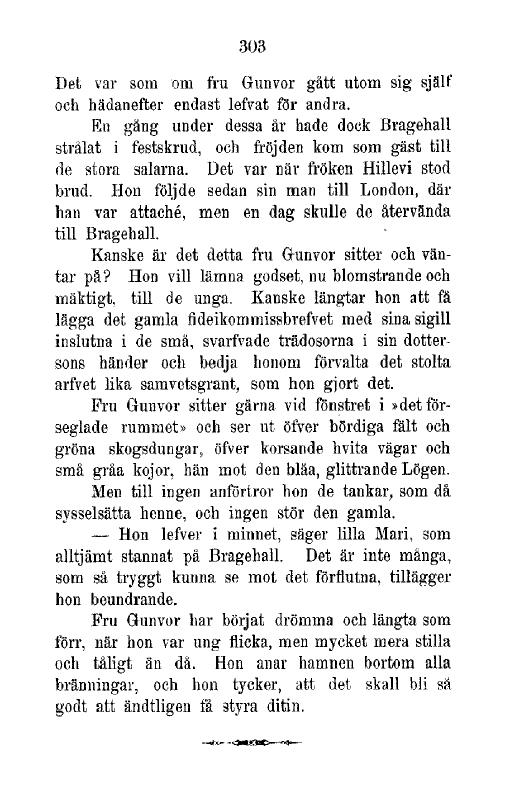 303
Det var som om fru Gunvor gått utom sig själf
och hädanefter endast lefvat för andra.
En gång under dessa år hade dock Bragehall
strålat i festskrud, och fröjden kom som gäst till
de stora salarna. Det var när fröken Hillevi stod
brud. Hon följde sedan sin man till London, där
han var attaché, men en dag skulle de återvända
till Bragehall.
Kanske är det detta fru Gunvor sitter och vän-
tar på? Hon vill lämna godset, nu blomstrande och
mäktigt, till de unga. Kanske längtar hon att få
lägga det gamla fideikommissbrefvet med sina sigill
inslutna i de små, svarfvade trädosorna i sin dotter-
sons händer och bedja honom förvalta det stolta
arfvet lika samvetsgrant, som hon gjort det.
Fru Gunvor sitter gärna vid fönstret i »det för-
seglade rummet» och ser ut öfver bördiga fält och
gröna skogsdungar, öfver korsande hvita vägar och
små gråa kojor, hän mot den blåa, glittrande Lögen.
Men till ingen anförtror hon de tankar, som då
sysselsätta henne, och ingen stör den gamla.
— Hon lefver i minnet, säger lilla Mari, som
alltjämt stannat på Bragehall. Det är inte många,
som så tryggt kunna se mot det förflutna, tillägger
hon beundrande.
Fru Gunvor har börjat drömma och längta som
förr, när hon var ung flicka, men mycket mera stilla
och tåligt än då. Hon anar hamnen bortom alla
bränningar, och hon tycker, att det skall bli så
godt att ändtligen få styra ditin.